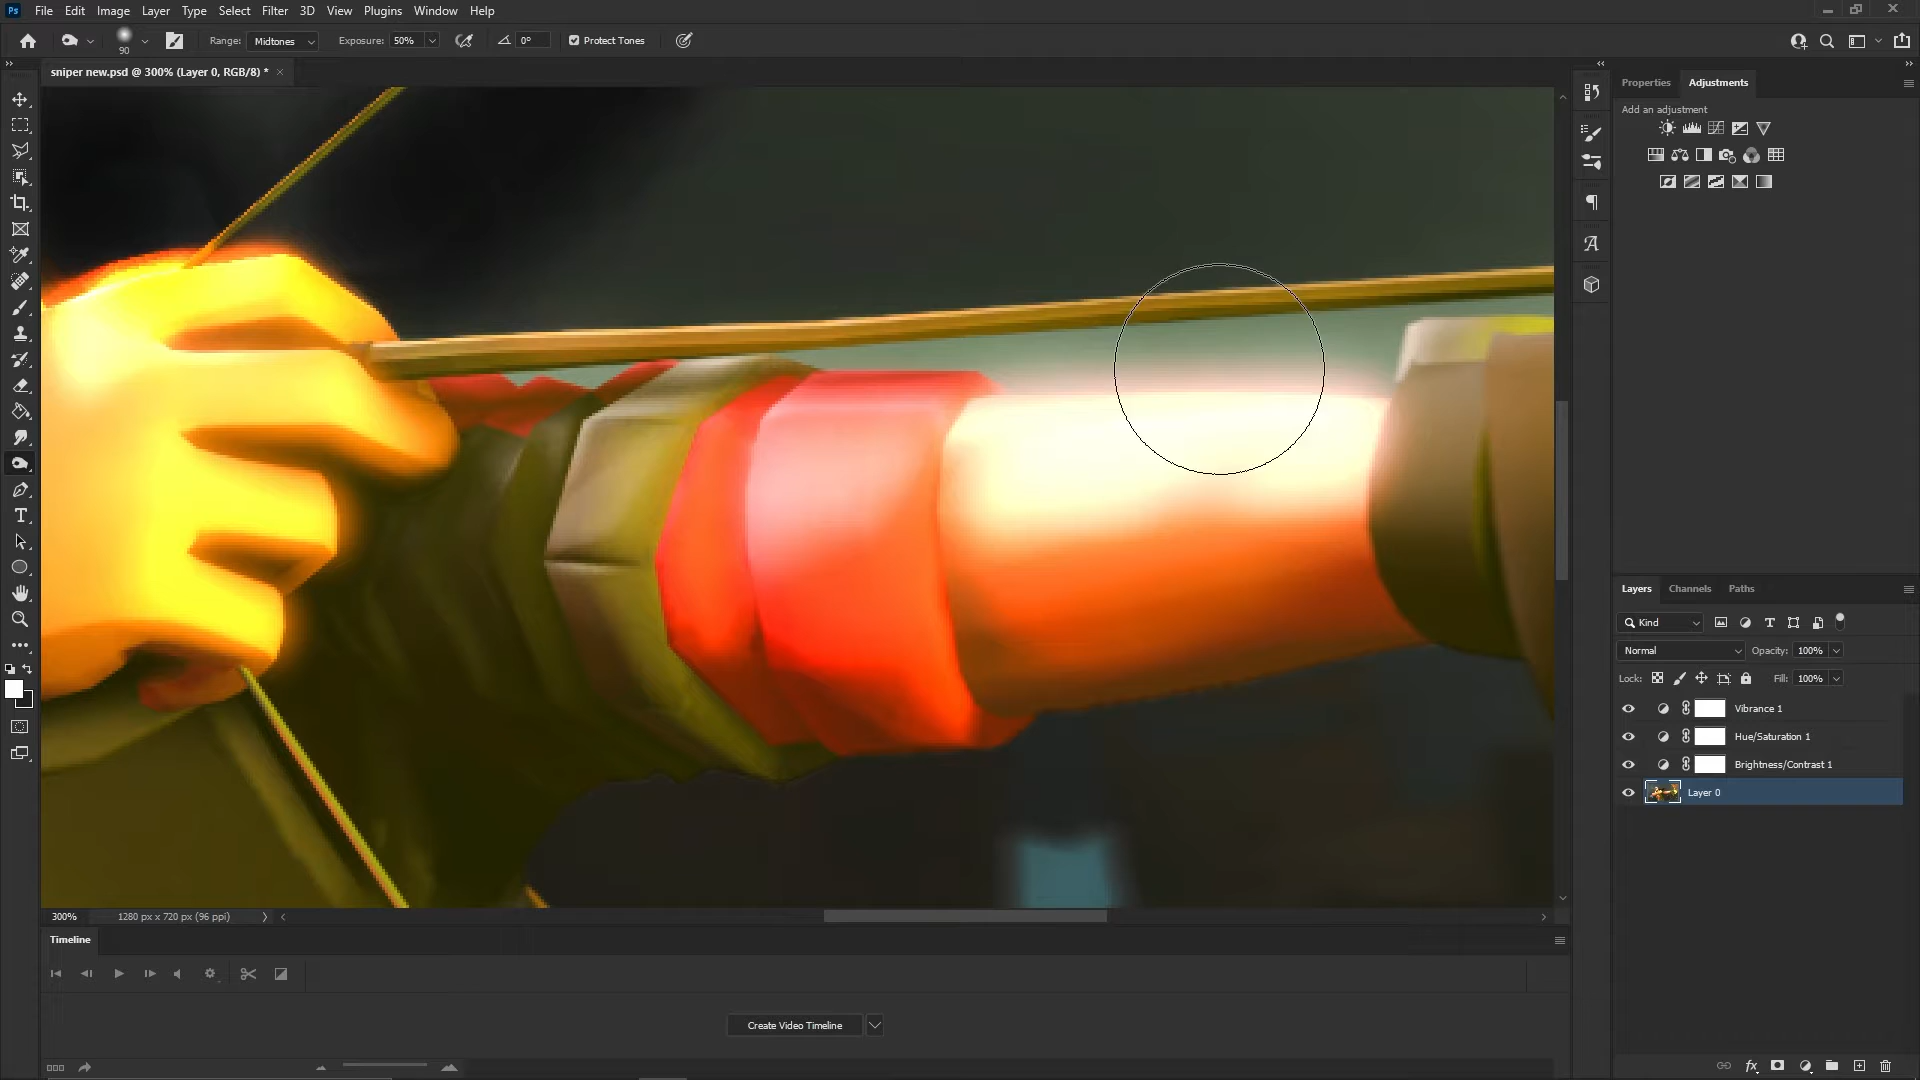 Ps File Edit Image Layer Type Select Filter 3D View Plugins Window Help
90 Range: Midtones Exposure: 50% 0° Protect Tones
sniper new.psd @ 300% (Layer 0, RGB/8) * ×
Properties Adjustments
Add an adjustment
Layers Channels Paths
Kind
Normal Opacity: 100%
Lock: Fill: 100%
Vibrance 1
Hue/Saturation 1
Brightness/Contrast 1
Layer 0
300% 1280 px x 720 px (96 ppi)
Timeline
Create Video Timeline
fx